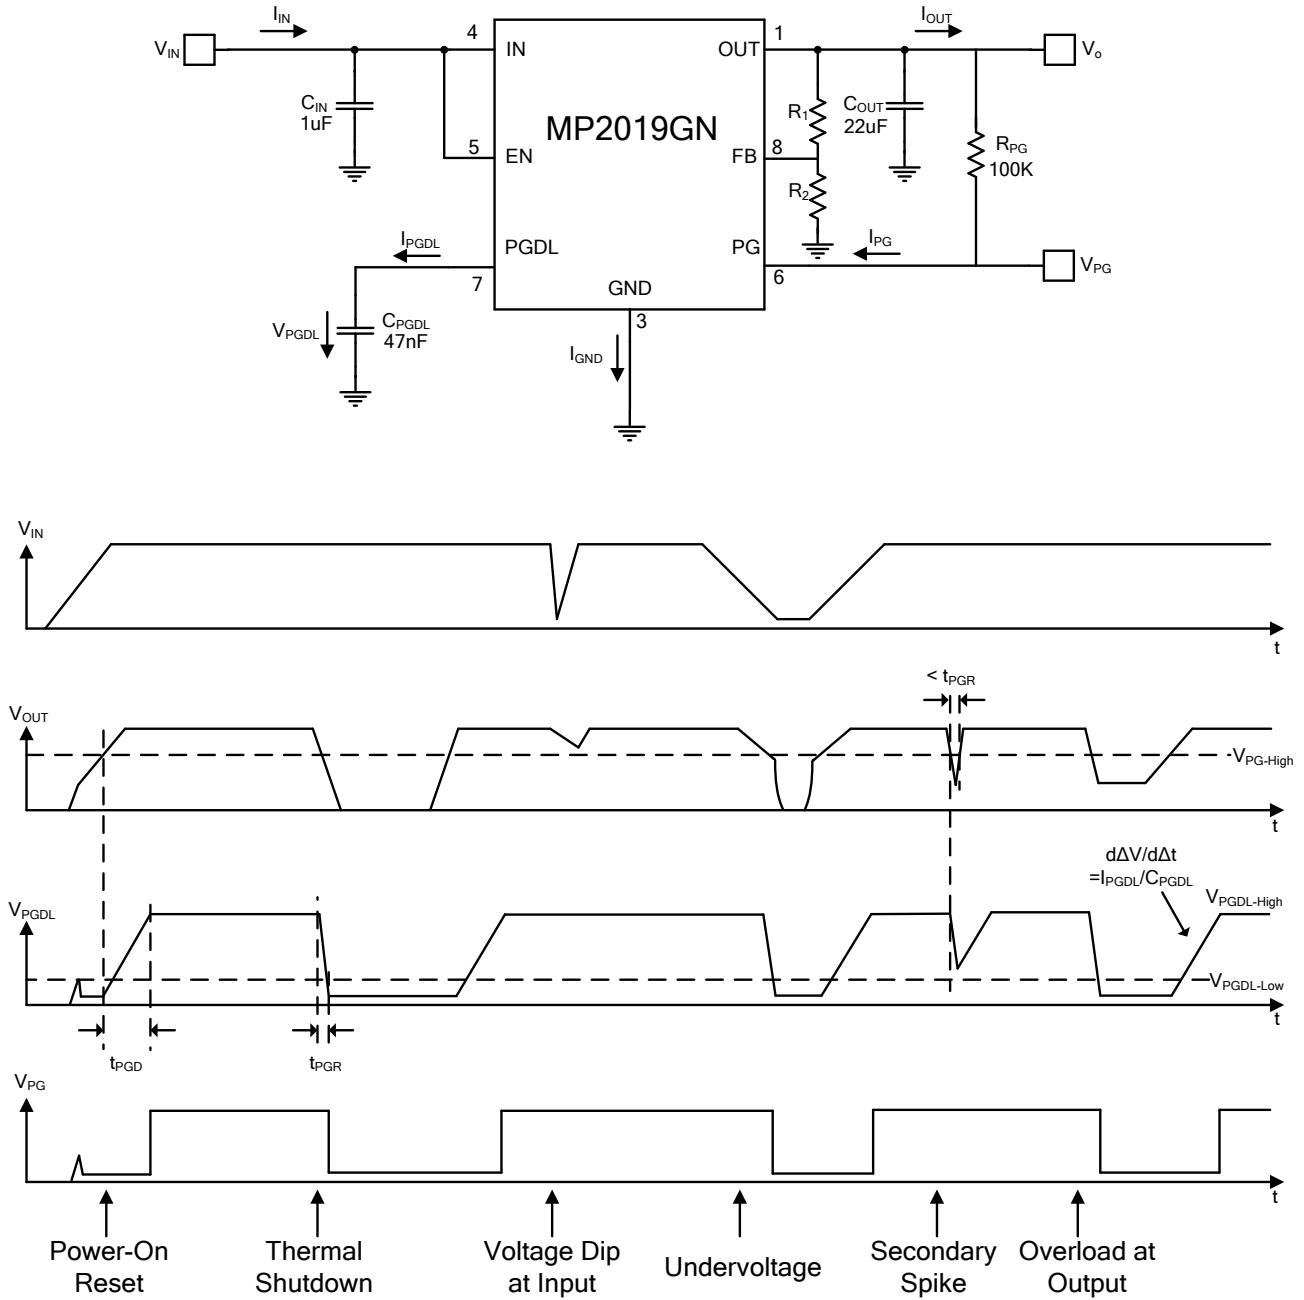 I_IN
I_OUT
V_IN
4
IN
OUT
1
V_o
C_IN
1uF
MP2019GN
R_1
C_OUT
22uF
R_PG
100K
5
EN
FB
8
R_2
I_PGDL
PGDL
PG
I_PG
7
6
V_PG
GND
3
V_PGDL
C_PGDL
47nF
I_GND
V_IN
t
< t_PGR
V_OUT
V_PG-High
t
dΔV/dΔt
=I_PGDL/C_PGDL
V_PGDL
V_PGDL-High
V_PGDL-Low
t
t_PGD
t_PGR
V_PG
t
Power-On
Reset
Thermal
Shutdown
Voltage Dip
at Input
Undervoltage
Secondary
Spike
Overload at
Output